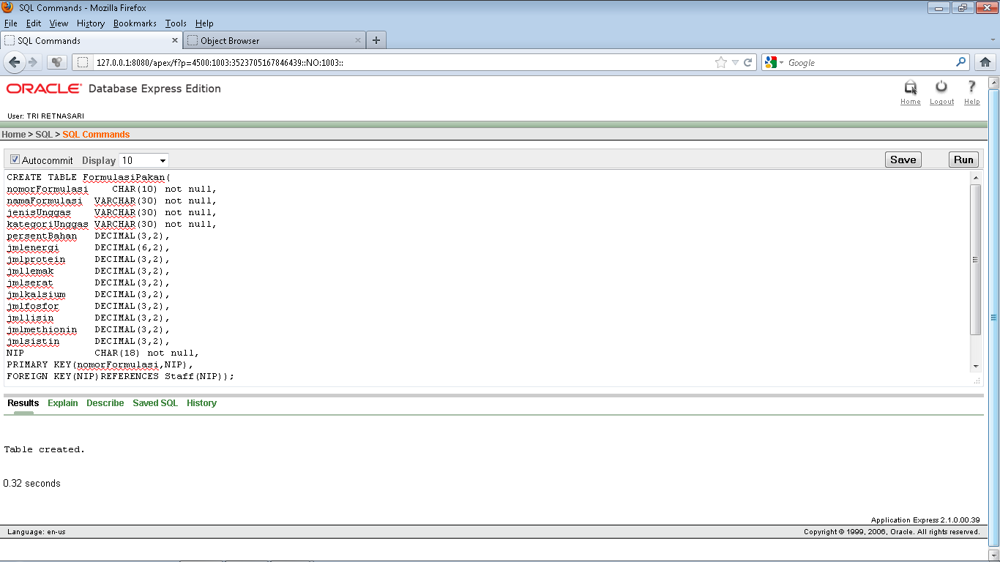 SQL Commands - Mozilla Firefox
File Edit View History Bookmarks Tools Help
SQL Commands Object Browser
127.0.0.1:8080/apex/f?p=4500:1003:3523705167846439::NO:1003::
Google
ORACLE Database Express Edition
Home Logout Help
User: TRI RETNASARI
Home > SQL > SQL Commands
Autocommit Display 10 Save Run
CREATE TABLE FormulasiPakan(
nomorFormulasi CHAR(10) not null,
namaFormulasi VARCHAR(30) not null,
jenisUnggas VARCHAR(30) not null,
kategoriUnggas VARCHAR(30) not null,
persentBahan DECIMAL(3,2),
jmlenergi DECIMAL(6,2),
jmlprotein DECIMAL(3,2),
jmllemak DECIMAL(3,2),
jmlserat DECIMAL(3,2),
jmlkalsium DECIMAL(3,2),
jmlfosfor DECIMAL(3,2),
jmllisin DECIMAL(3,2),
jmlmethionin DECIMAL(3,2),
jmlsistin DECIMAL(3,2),
NIP CHAR(18) not null,
PRIMARY KEY(nomorFormulasi,NIP),
FOREIGN KEY(NIP)REFERENCES Staff(NIP));
Results Explain Describe Saved SQL History
Table created.
0.32 seconds
Application Express 2.1.0.00.39
Language: en-us Copyright © 1999, 2006, Oracle. All rights reserved.